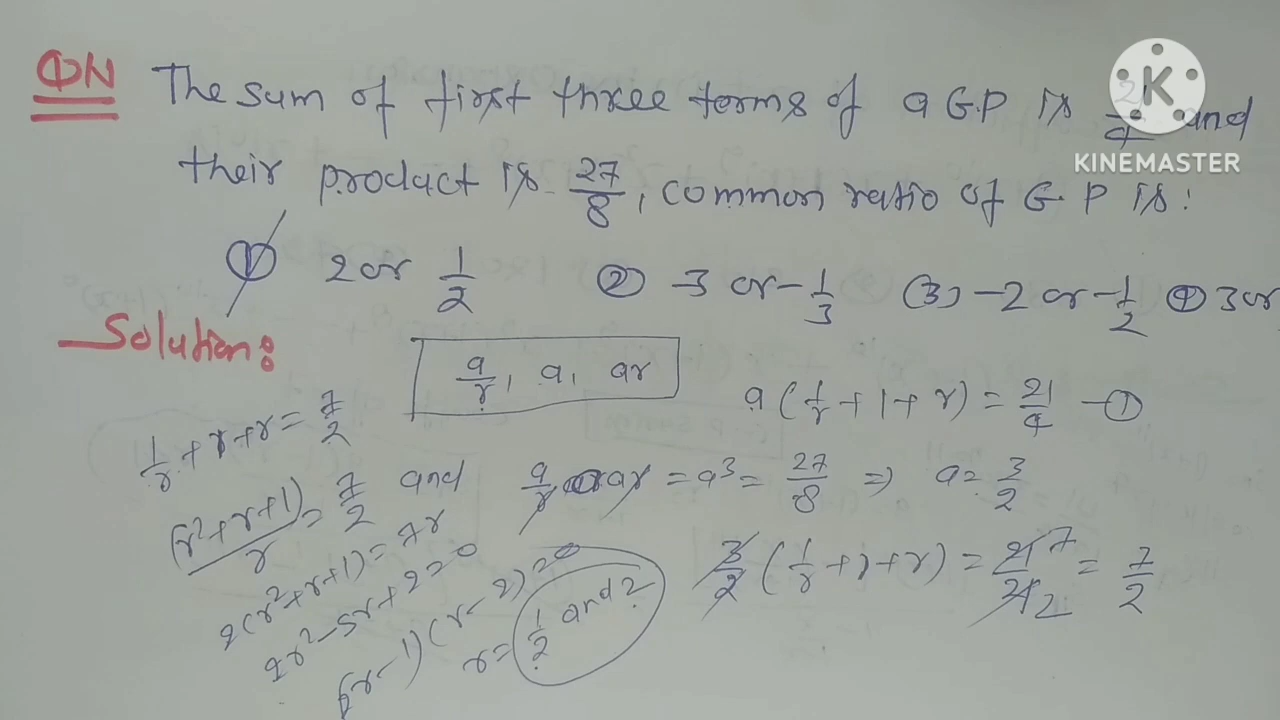 QN The sum of first three terms of a G.P is 21/4 and
their product is 27/8, common ratio of G.P is:
① 2 or 1/2 ② -3 or -1/3 (3) -2 or -1/2 ④ 3 or
Solution:
a/r, a, ar
a(1/r + 1 + r) = 21/4 —①
1/r + r + r = 7/2
and a/r a ar = a³ = 27/8 ⇒ a = 3/2
(r² + r + 1)/r = 7/2
3/2 (1/r + 1 + r) = 21/4 = 7/2
2(r² + r + 1) = 7r
2r² - 5r + 2 = 0
(2r - 1)(r - 2) = 0
r = 1/2 and 2
K
KINEMASTER